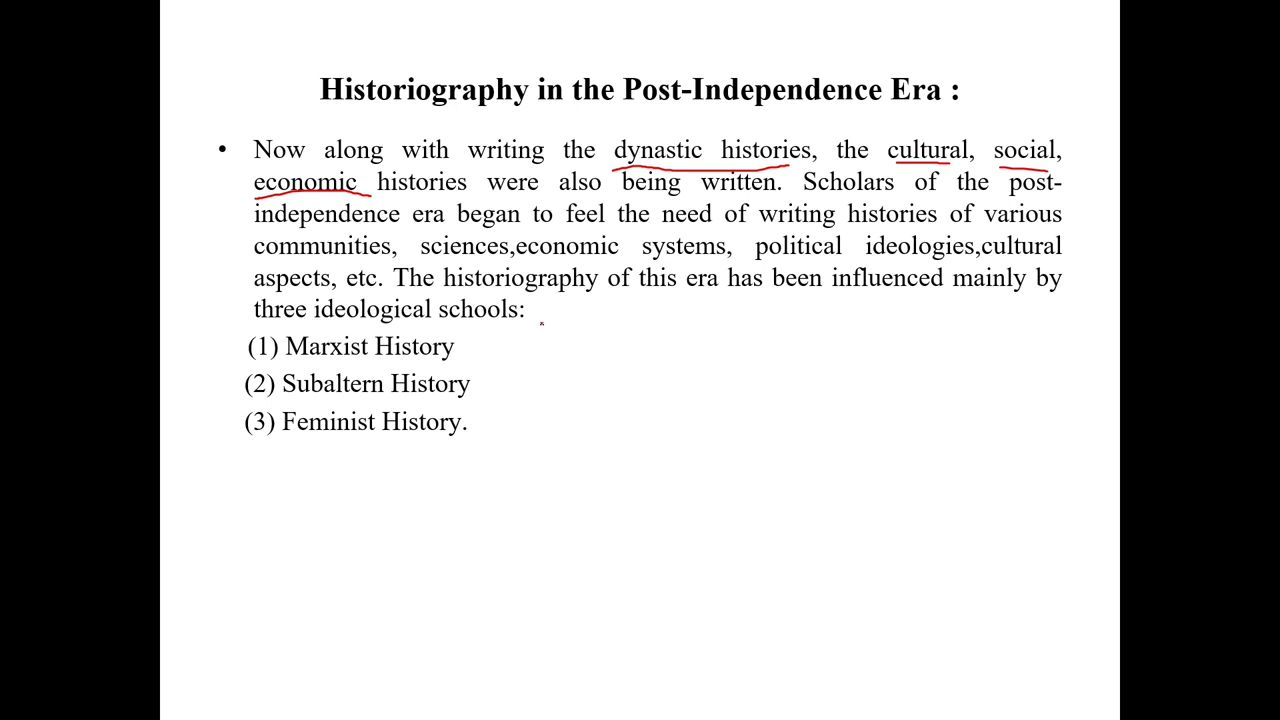 Historiography in the Post-Independence Era :
• Now along with writing the dynastic histories, the cultural, social,
economic histories were also being written. Scholars of the post-
independence era began to feel the need of writing histories of various
communities, sciences,economic systems, political ideologies,cultural
aspects, etc. The historiography of this era has been influenced mainly by
three ideological schools:
(1) Marxist History
(2) Subaltern History
(3) Feminist History.